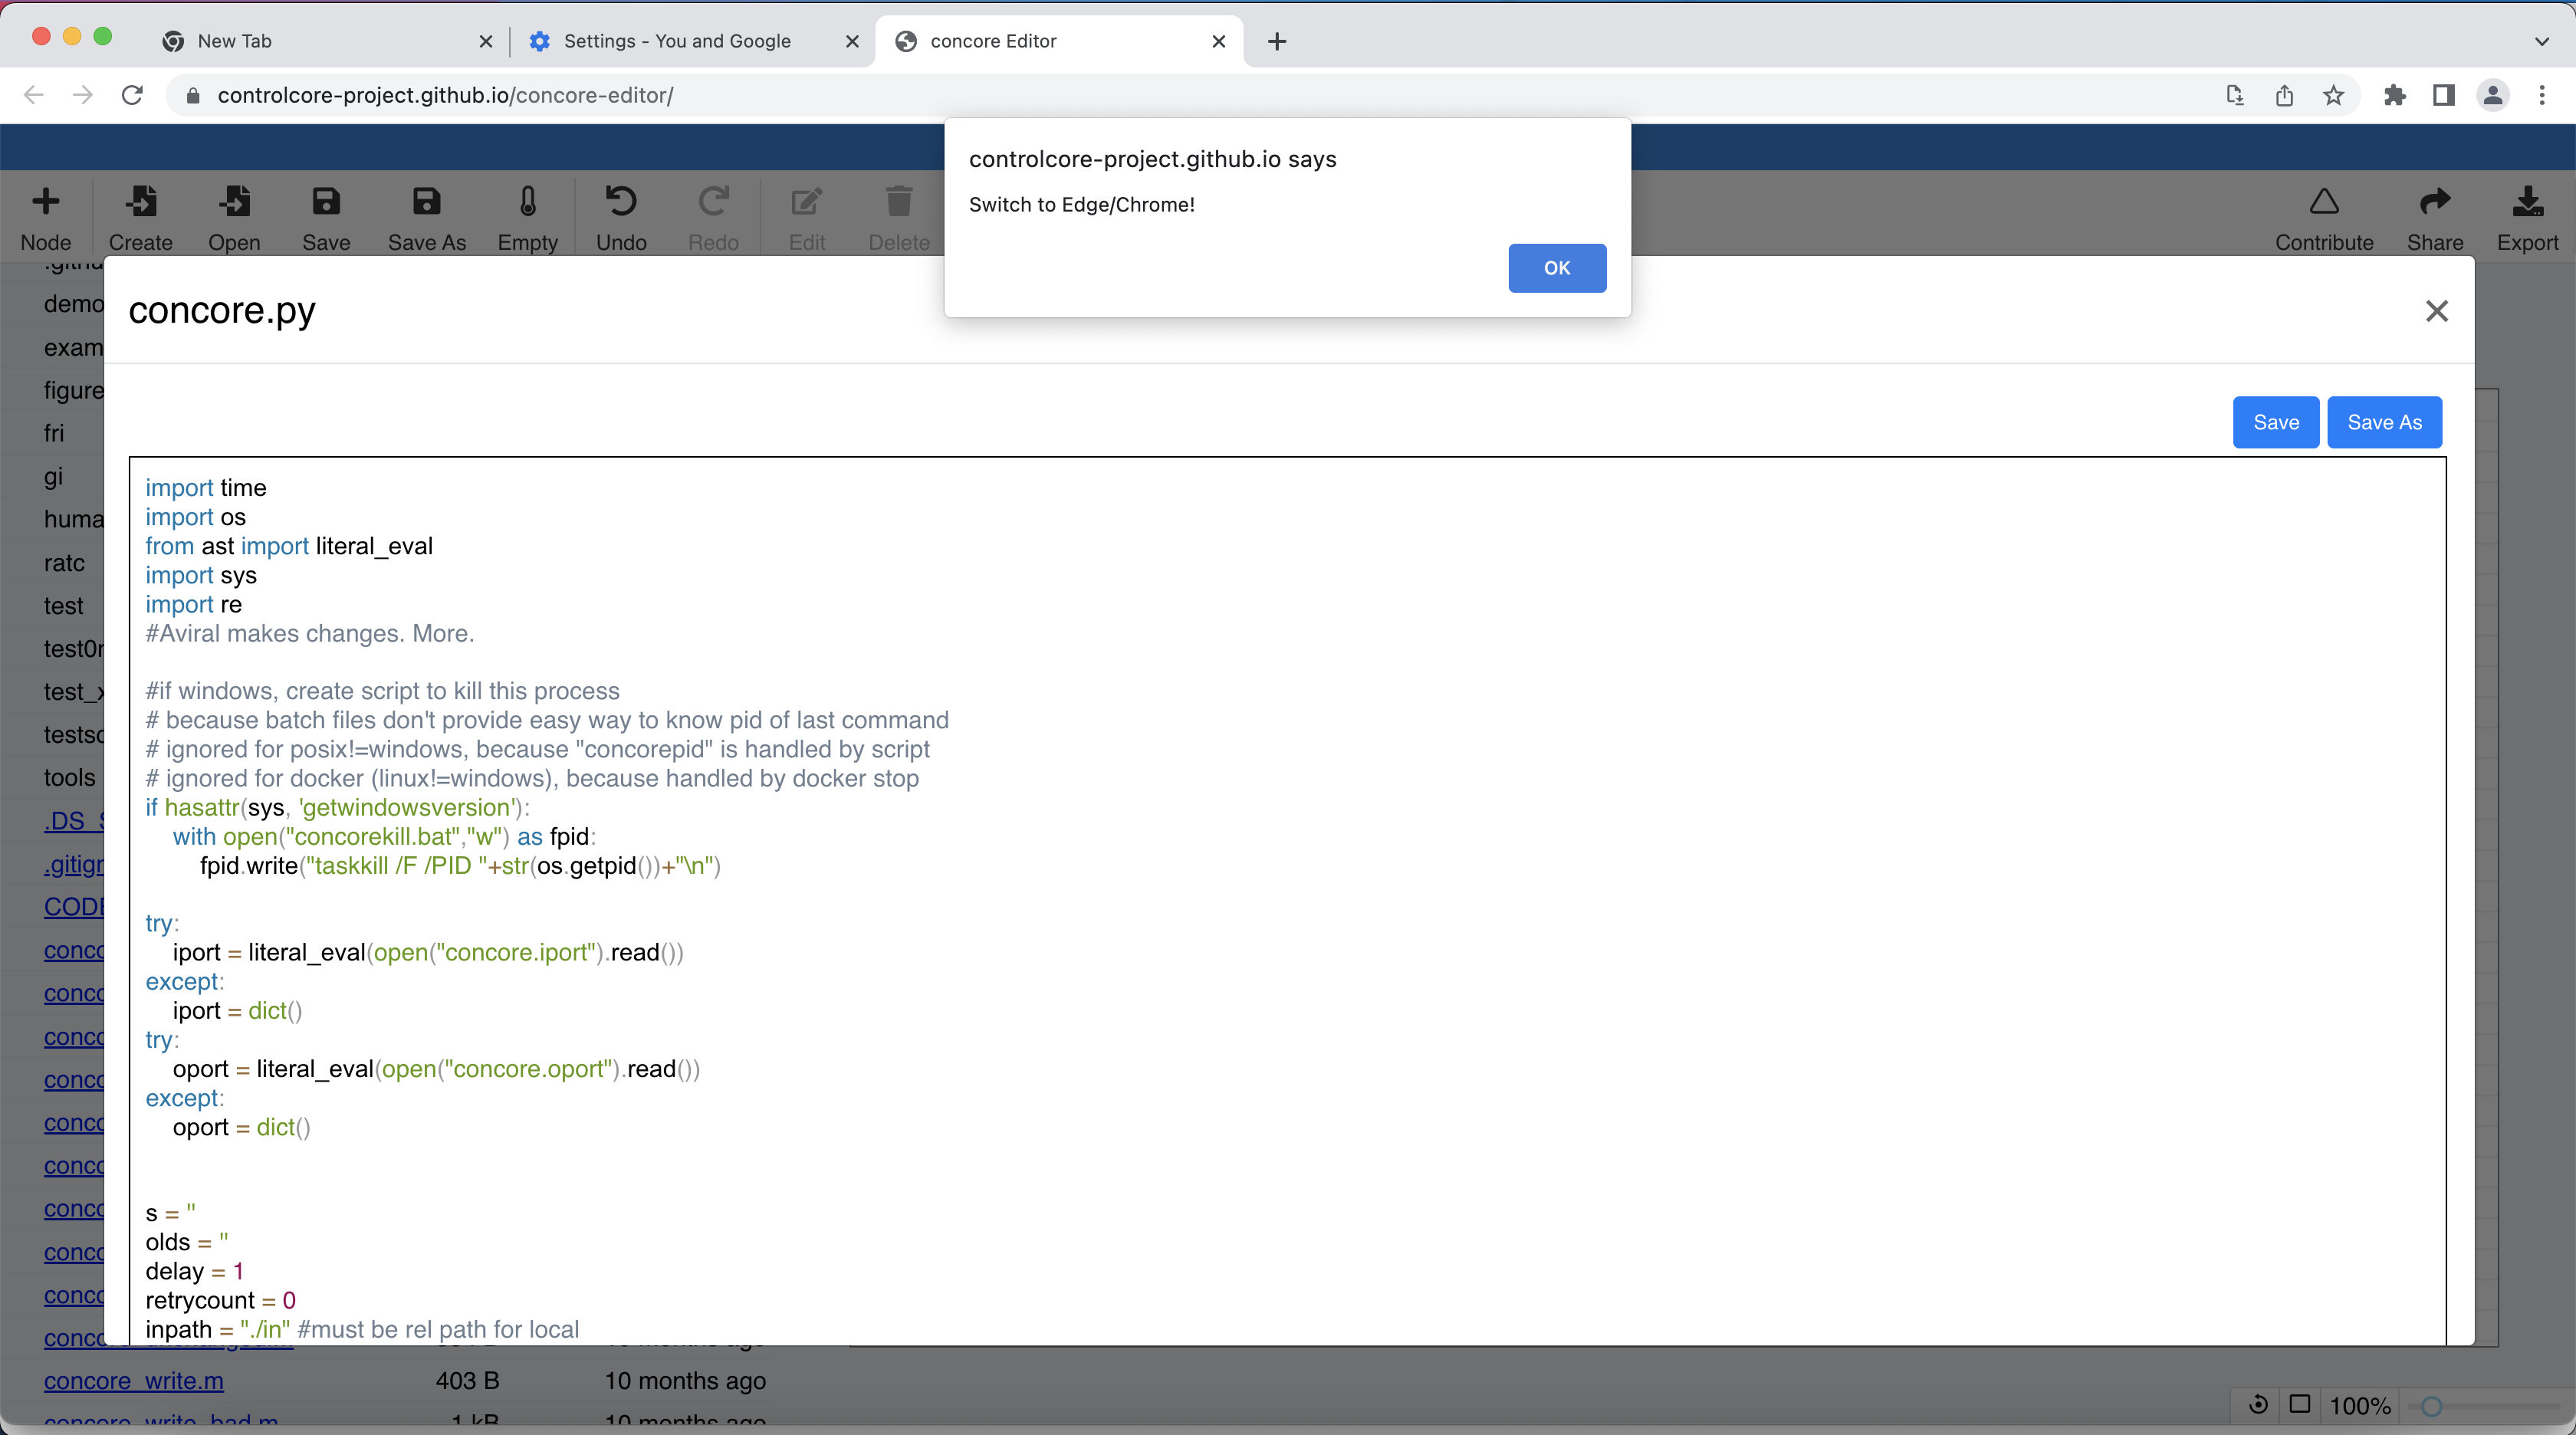 New Tab
Settings - You and Google
concore Editor
controlcore-project.github.io/concore-editor/
controlcore-project.github.io says
Switch to Edge/Chrome!
OK
Node
Create
Open
Save
Save As
Empty
Undo
Redo
Edit
Delete
Contribute
Share
Export
concore.py
Save
Save As
demo
exam
figure
fri
gi
huma
ratc
test
test0r
test_x
testsc
tools
.DS_S
.gitigr
CODE
conco
conco
conco
conco
conco
conco
conco
conco
conco
conco
import time
import os
from ast import literal_eval
import sys
import re
#Aviral makes changes. More.
#if windows, create script to kill this process
# because batch files don't provide easy way to know pid of last command
# ignored for posix!=windows, because "concorepid" is handled by script
# ignored for docker (linux!=windows), because handled by docker stop
if hasattr(sys, 'getwindowsversion'):
with open("concorekill.bat","w") as fpid:
fpid.write("taskkill /F /PID "+str(os.getpid())+"\n")
try:
iport = literal_eval(open("concore.iport").read())
except:
iport = dict()
try:
oport = literal_eval(open("concore.oport").read())
except:
oport = dict()
s = ''
olds = ''
delay = 1
retrycount = 0
inpath = "./in" #must be rel path for local
concore_write.m 403 B 10 months ago
concore_write_bad.m 1 kB 10 months ago
100%